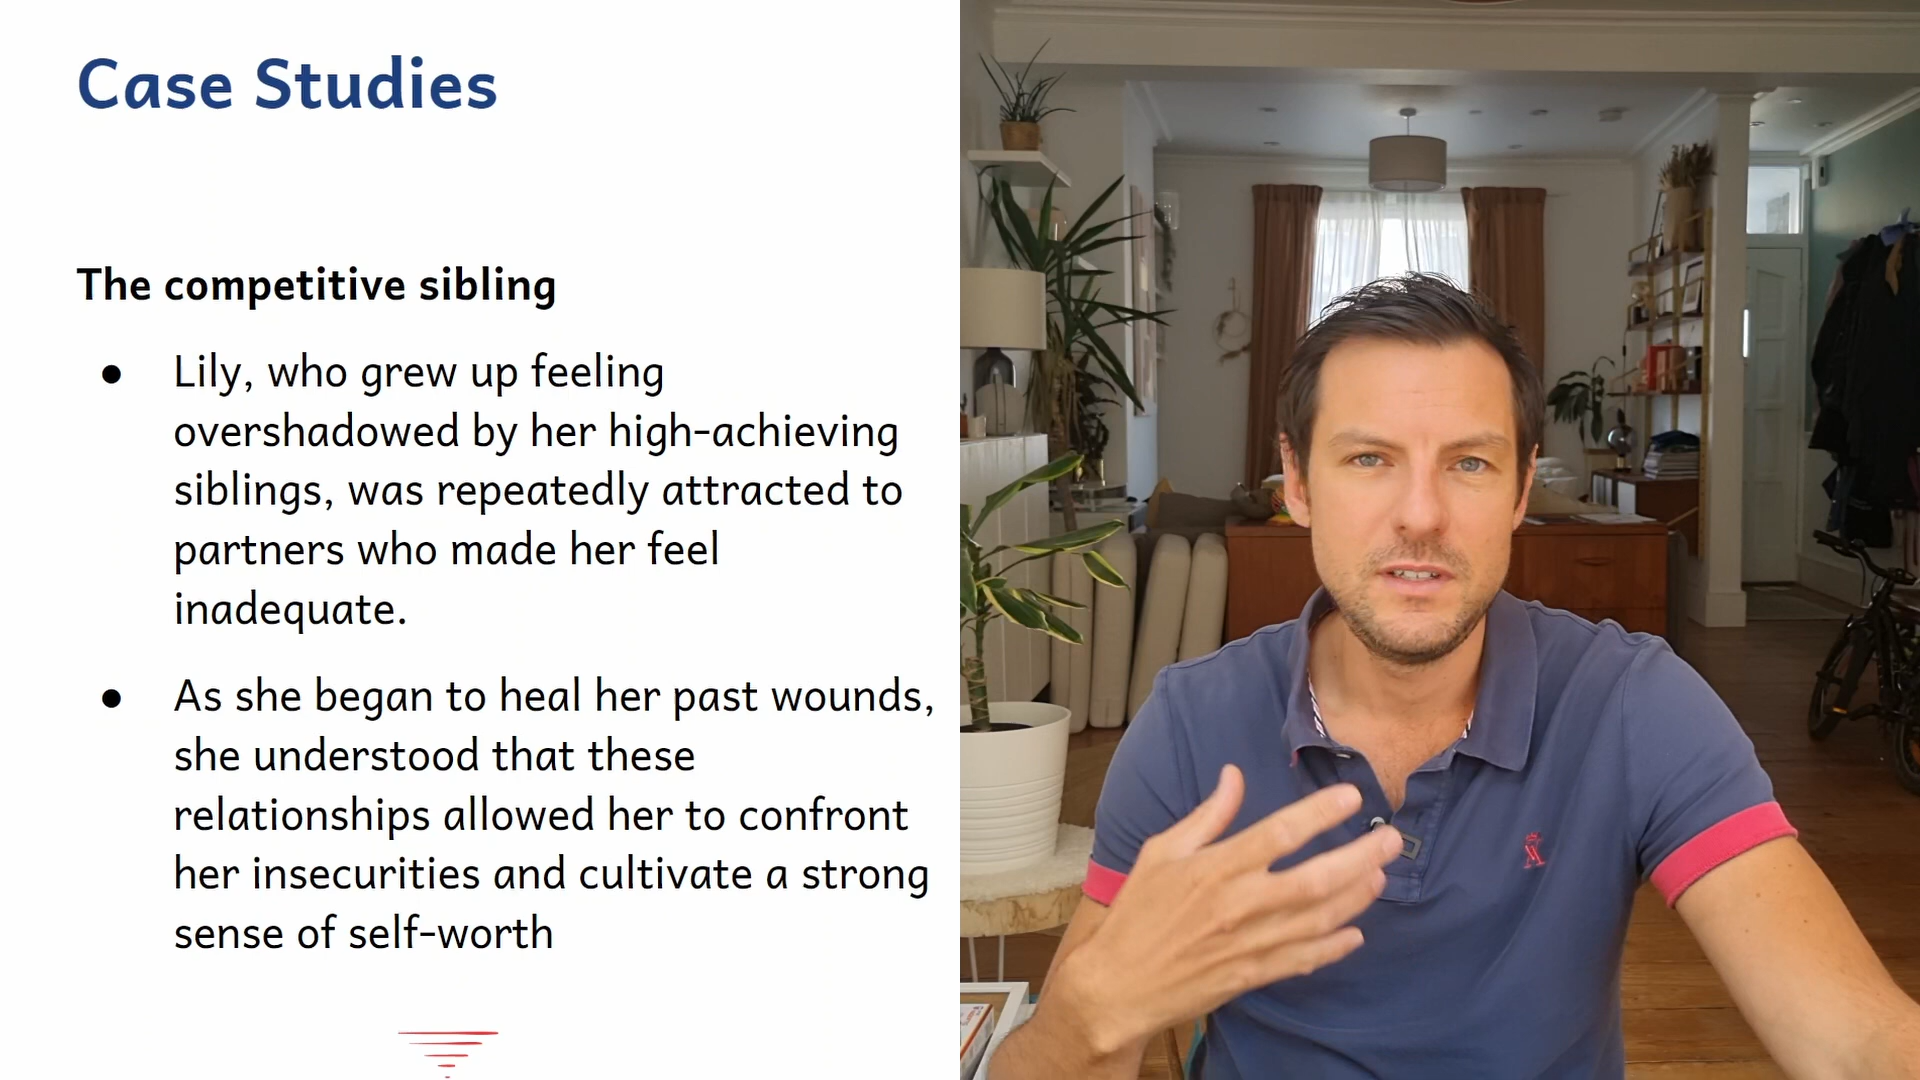 Case Studies
The competitive sibling
● Lily, who grew up feeling
overshadowed by her high-achieving
siblings, was repeatedly attracted to
partners who made her feel
inadequate.
● As she began to heal her past wounds,
she understood that these
relationships allowed her to confront
her insecurities and cultivate a strong
sense of self-worth